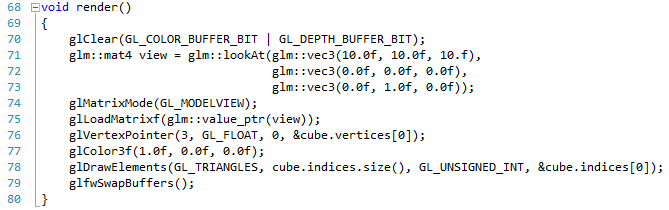 68 void render()
69 {
70 glClear(GL_COLOR_BUFFER_BIT | GL_DEPTH_BUFFER_BIT);
71 glm::mat4 view = glm::lookAt(glm::vec3(10.0f, 10.0f, 10.f),
72 glm::vec3(0.0f, 0.0f, 0.0f),
73 glm::vec3(0.0f, 1.0f, 0.0f));
74 glMatrixMode(GL_MODELVIEW);
75 glLoadMatrixf(glm::value_ptr(view));
76 glVertexPointer(3, GL_FLOAT, 0, &cube.vertices[0]);
77 glColor3f(1.0f, 0.0f, 0.0f);
78 glDrawElements(GL_TRIANGLES, cube.indices.size(), GL_UNSIGNED_INT, &cube.indices[0]);
79 glfwSwapBuffers();
80 }